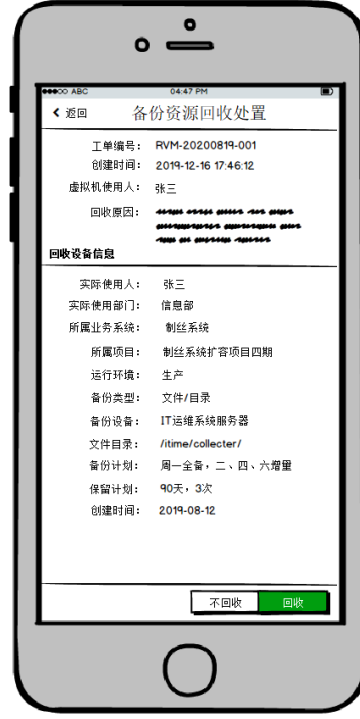 ABC 04:47 PM
返回 备份资源回收处置
工单编号： RVM-20200819-001
创建时间： 2019-12-16 17:46:12
虚拟机使用人： 张三
回收原因：
回收设备信息
实际使用人： 张三
实际使用部门： 信息部
所属业务系统： 制丝系统
所属项目： 制丝系统扩容项目四期
运行环境： 生产
备份类型： 文件/目录
备份设备： IT运维系统服务器
文件目录： /itime/collecter/
备份计划： 周一全备，二、四、六增量
保留计划： 90天，3次
创建时间： 2019-08-12
不回收 回收